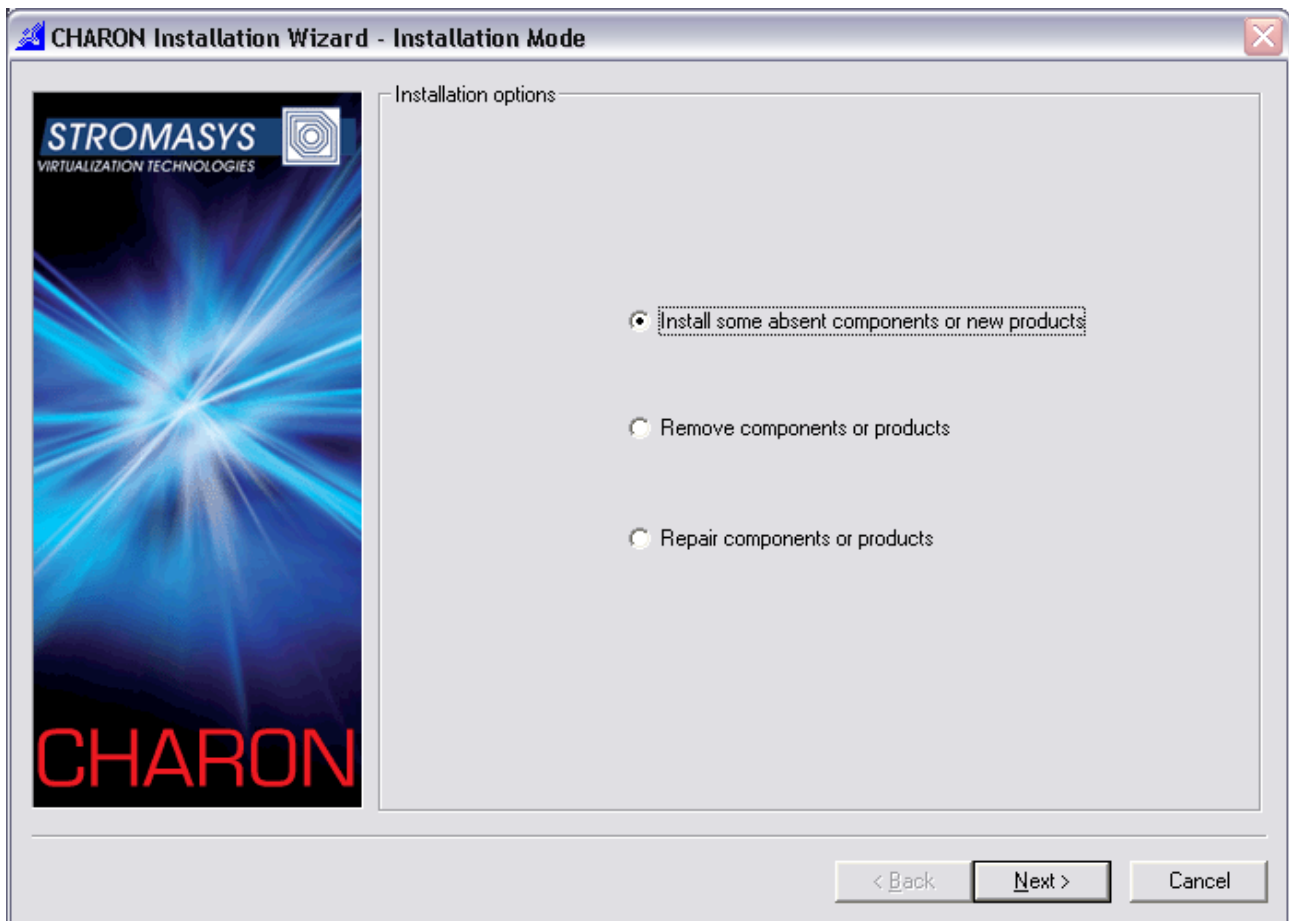 CHARON Installation Wizard - Installation Mode
STROMASYS
VIRTUALIZATION TECHNOLOGIES
CHARON
Installation options
Install some absent components or new products
Remove components or products
Repair components or products
< Back
Next >
Cancel